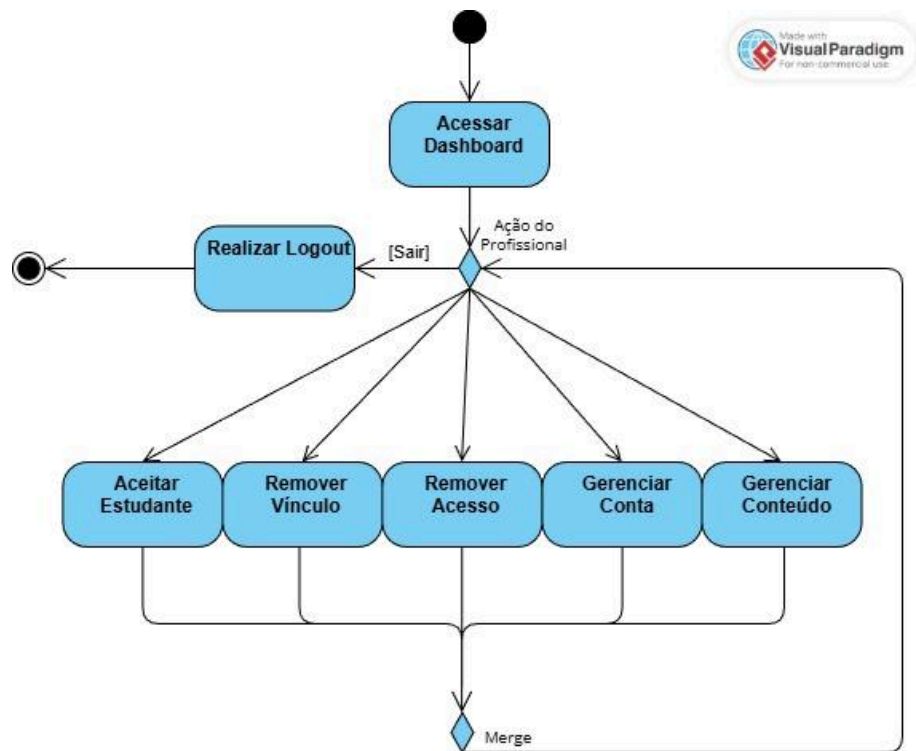 Made with
Visual Paradigm
For non-commercial use
Acessar
Dashboard
Ação do
Profissional
Realizar Logout
[Sair]
Aceitar
Estudante
Remover
Vínculo
Remover
Acesso
Gerenciar
Conta
Gerenciar
Conteúdo
Merge